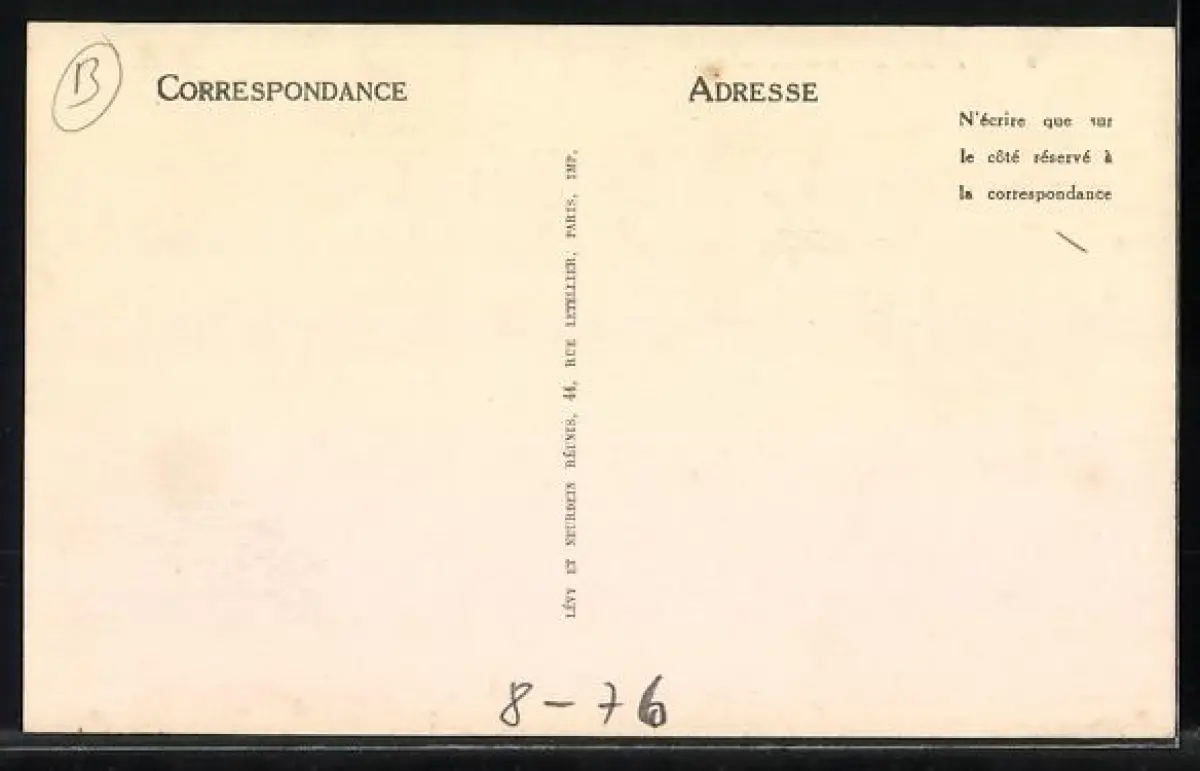 B
CORRESPONDANCE
ADRESSE
N'écrire que sur
le côté réservé à
la correspondance
LÉVY ET NEURDEIN RÉUNIS, 44, RUE LETELLIER, PARIS, IMP.
8-76